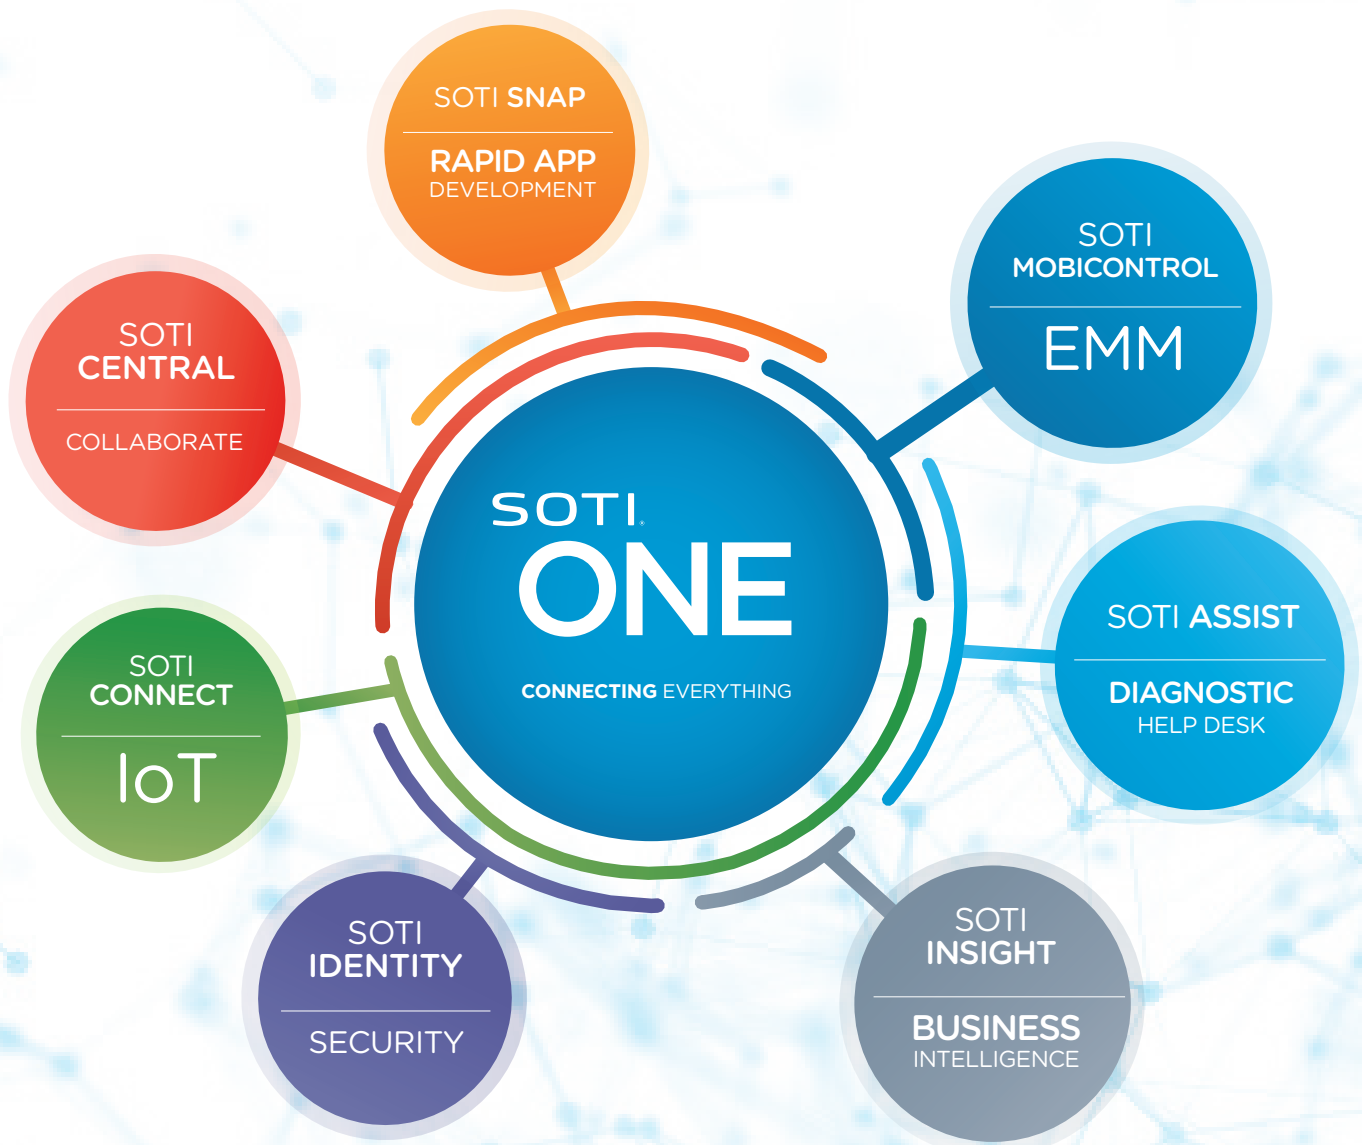 SOTI SNAP
RAPID APP
DEVELOPMENT
SOTI
MOBICONTROL
EMM
SOTI
CENTRAL
COLLABORATE
SOTI®
ONE
CONNECTING EVERYTHING
SOTI ASSIST
DIAGNOSTIC
HELP DESK
SOTI
CONNECT
IoT
SOTI
IDENTITY
SECURITY
SOTI
INSIGHT
BUSINESS
INTELLIGENCE